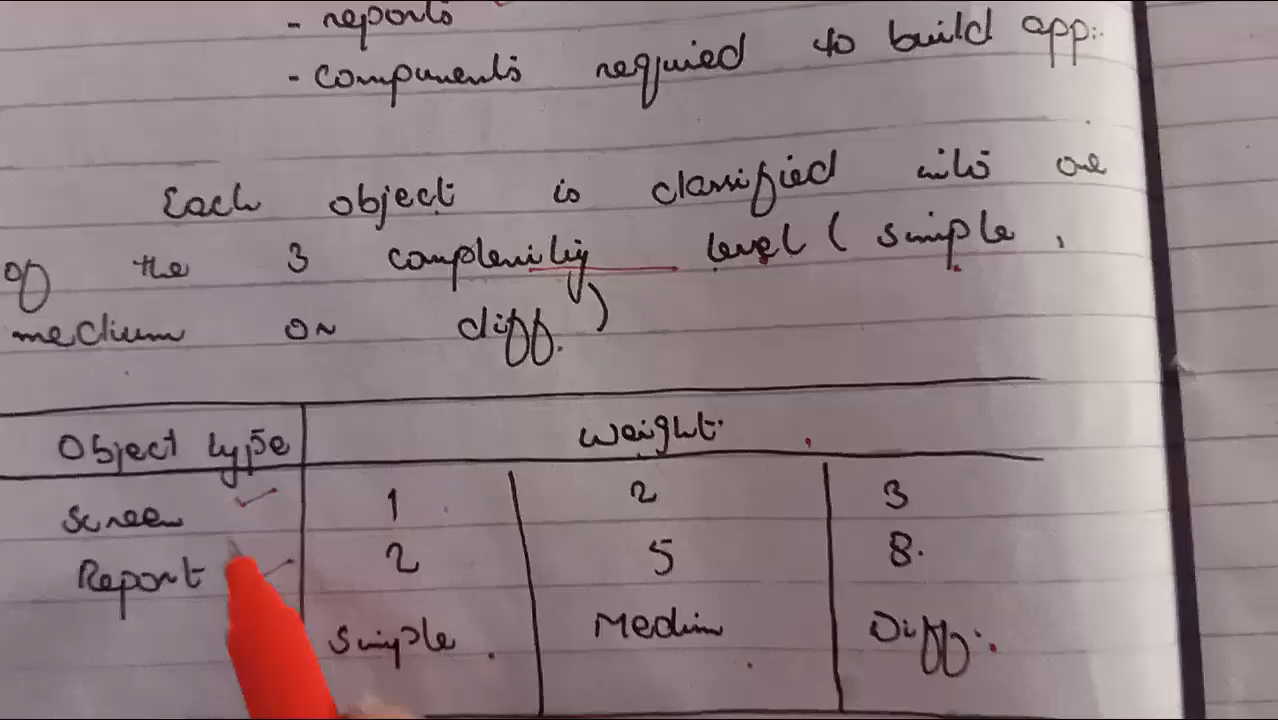 - reports
- components required to build app.
Each object is classified into one
of the 3 complexity level ( simple ,
medium or diff. )
Object type Weight
Screen 1 2 3
Report 2 5 8.
Simple Medium Diff.